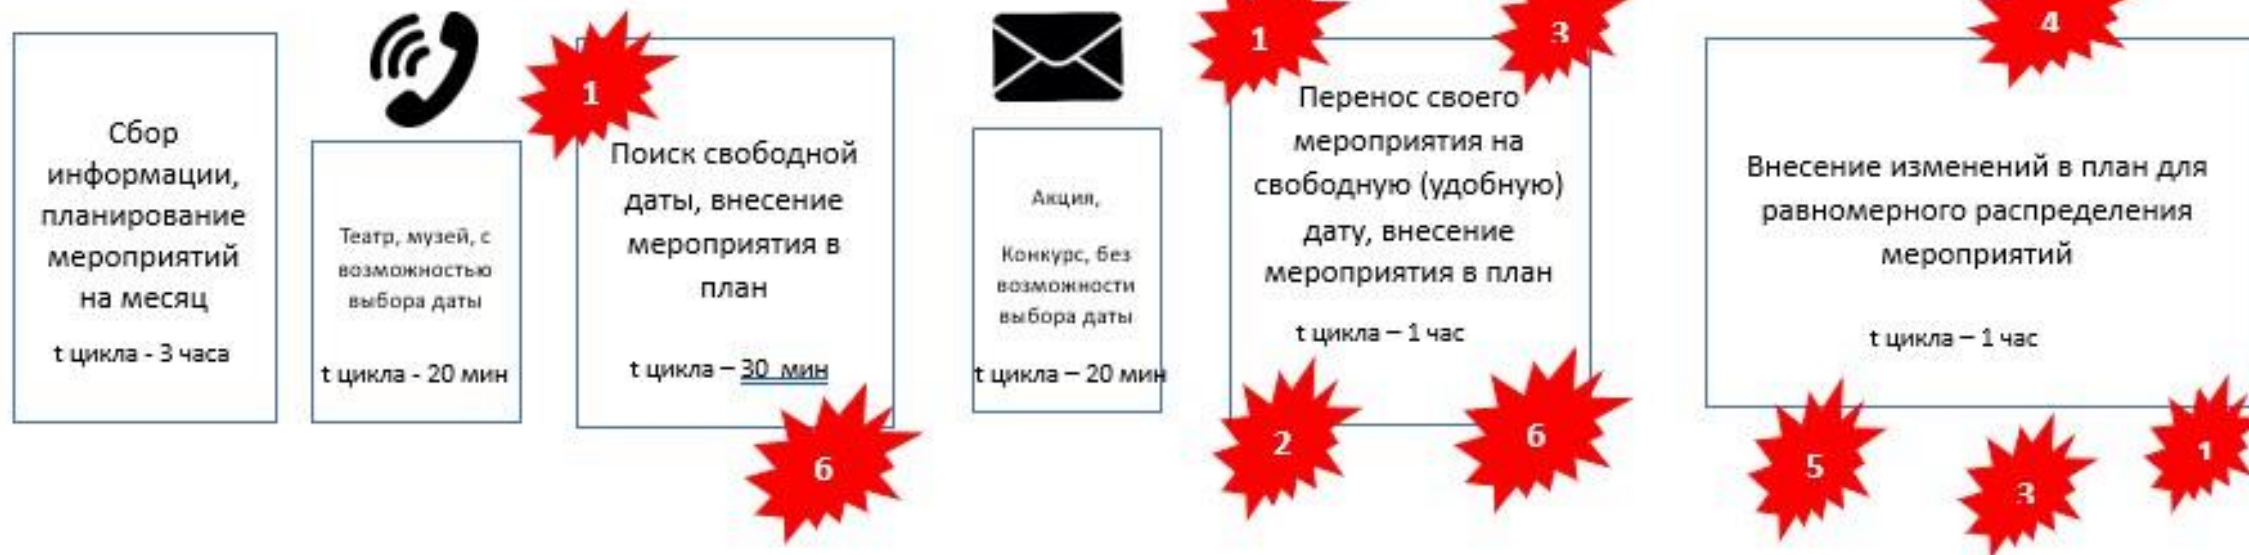 Сбор
информации,
планирование
мероприятий
на месяц
t цикла - 3 часа
Театр, музей, с
возможностью
выбора даты
t цикла - 20 мин
1
Поиск свободной
даты, внесение
мероприятия в
план
t цикла – 30 мин
6
Акция,
Конкурс, без
возможности
выбора даты
t цикла – 20 мин
1
3
Перенос своего
мероприятия на
свободную (удобную)
дату, внесение
мероприятия в план
t цикла – 1 час
2
6
4
Внесение изменений в план для
равномерного распределения
мероприятий
t цикла – 1 час
5
3
1